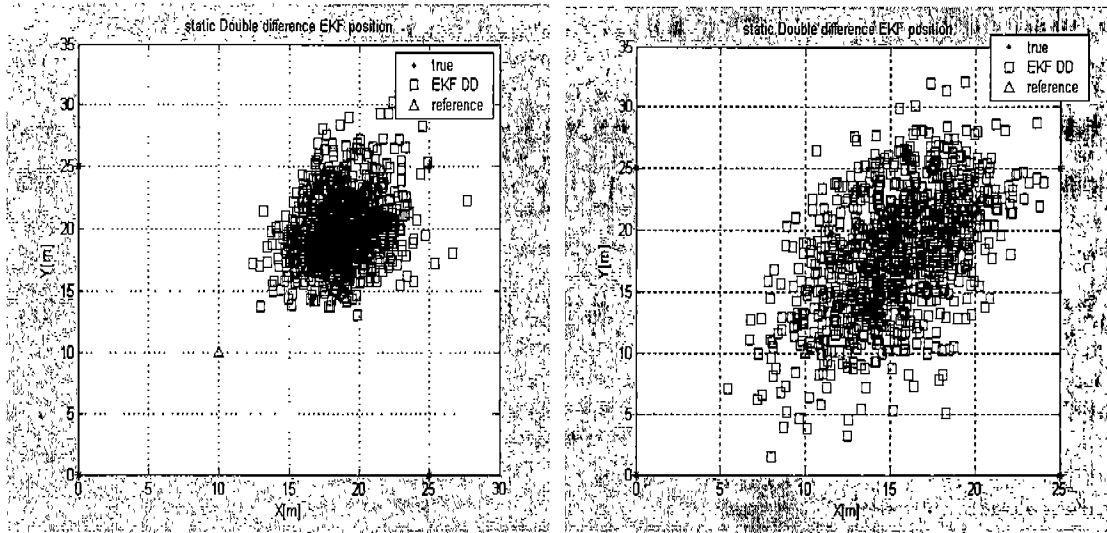 static Double difference EKF position
35
30
25
20
15
10
5
0
0 5 10 15 20 25 30
X[m]
Y[m]
true
EKF DD
reference
static Double difference EKF position
35
30
25
20
15
10
5
0
0 5 10 15 20 25
X[m]
Y[m]
true
EKF DD
reference